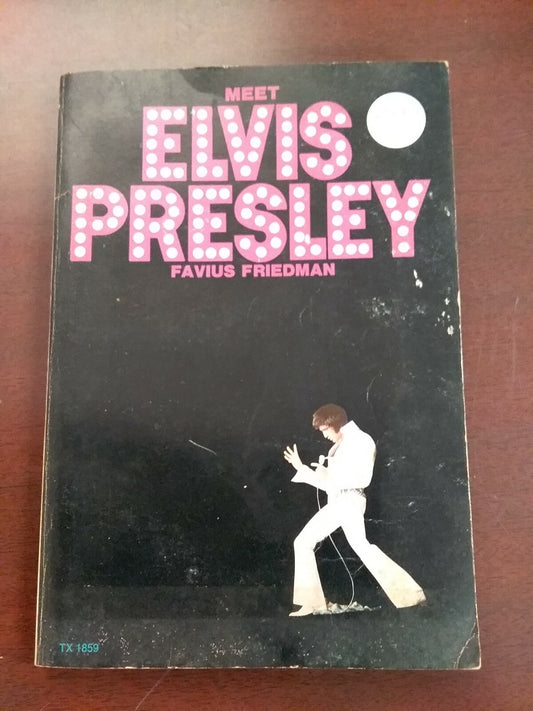 MEET
ELVIS
PRESLEY
FAVIUS FRIEDMAN
TX 1859